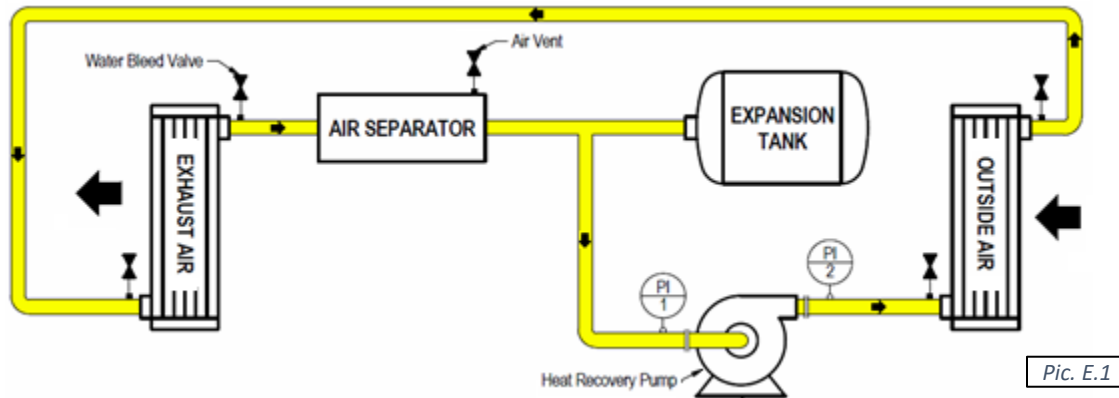 Air Vent
Water Bleed Valve
AIR SEPARATOR
EXPANSION
TANK
EXHAUST AIR
OUTSIDE AIR
PI
2
PI
1
Heat Recovery Pump
Pic. E.1